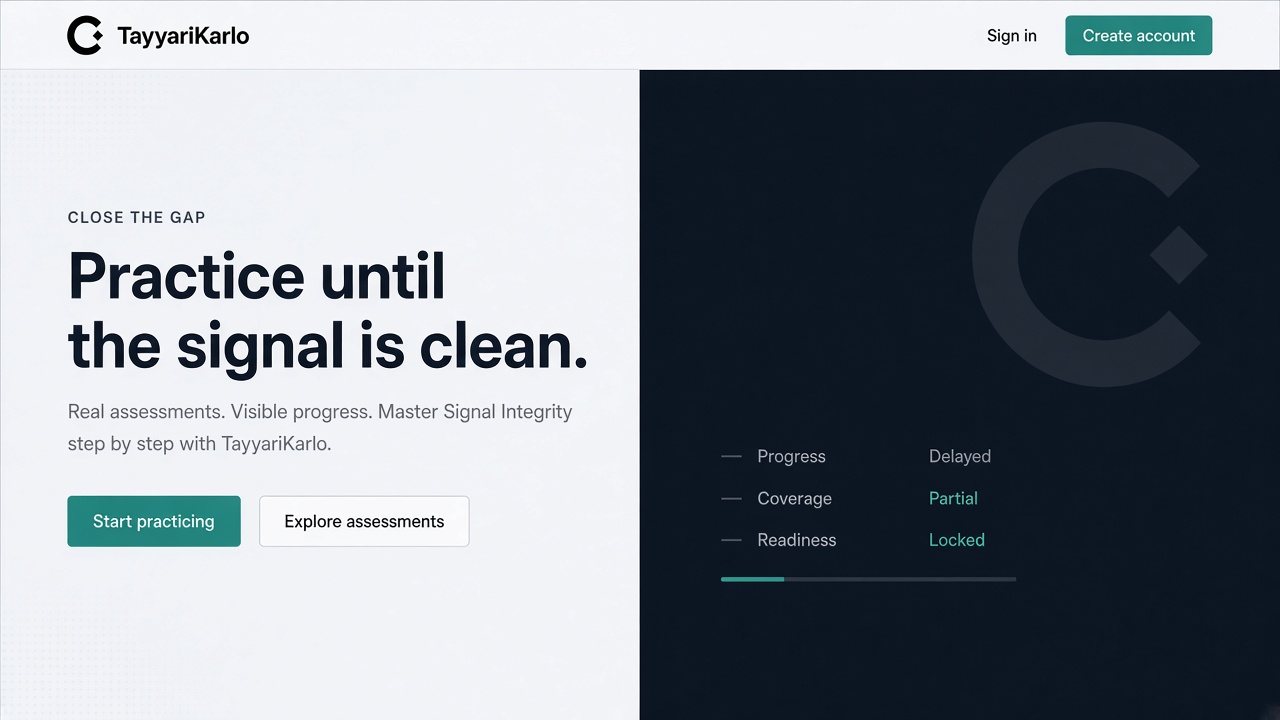 TayyariKarlo
Sign in
Create account
CLOSE THE GAP
Practice until
the signal is clean.
Real assessments. Visible progress. Master Signal Integrity
step by step with TayyariKarlo.
Start practicing
Explore assessments
Progress Delayed
Coverage Partial
Readiness Locked